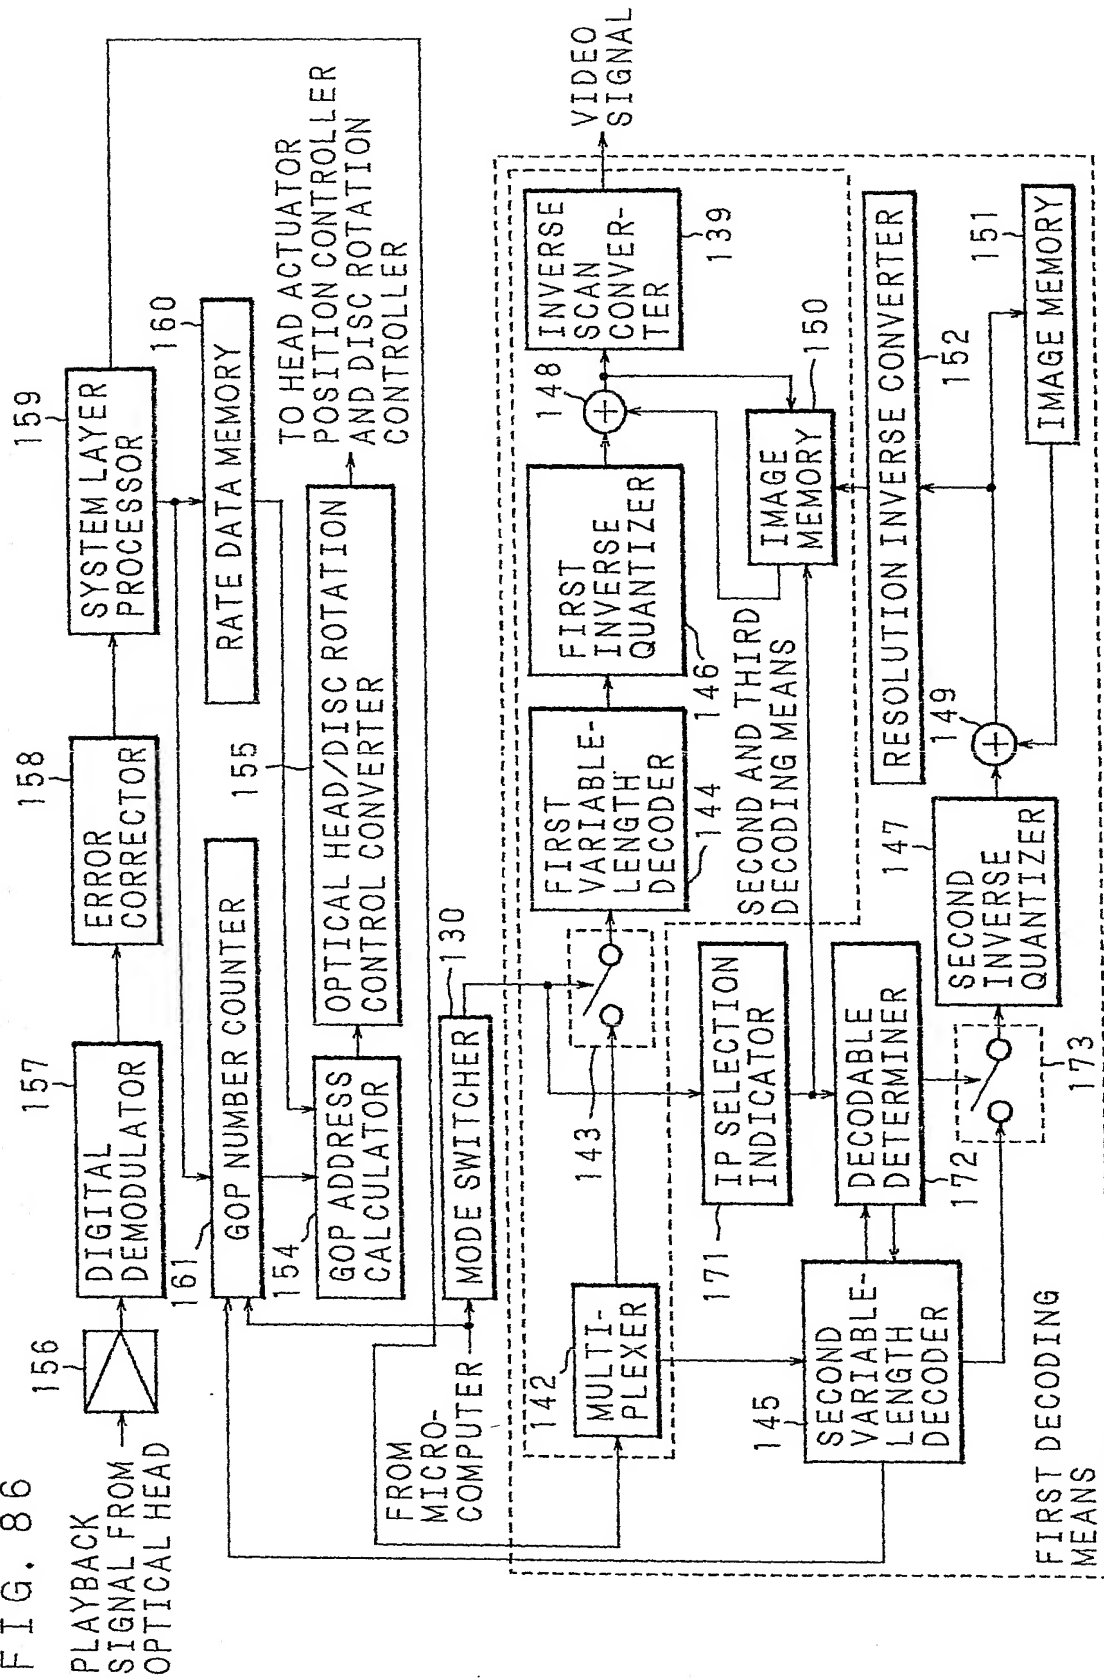 FIG. 86
PLAYBACK
SIGNAL FROM
OPTICAL HEAD
156
157
DIGITAL
DEMODULATOR
158
ERROR
CORRECTOR
159
SYSTEM LAYER
PROCESSOR
161
GOP NUMBER COUNTER
160
RATE DATA MEMORY
154
GOP ADDRESS
CALCULATOR
155
OPTICAL HEAD/DISC ROTATION
CONTROL CONVERTER
TO HEAD ACTUATOR
POSITION CONTROLLER
AND DISC ROTATION
CONTROLLER
FROM
MICRO-
COMPUTER
MODE SWITCHER
130
142
MULTI-
PLEXER
143
FIRST
VARIABLE-
LENGTH
DECODER
144
FIRST
INVERSE
QUANTIZER
146
148
INVERSE
SCAN
CONVER-
TER
139
VIDEO
SIGNAL
SECOND AND THIRD
DECODING MEANS
IMAGE
MEMORY
150
171
IP SELECTION
INDICATOR
145
SECOND
VARIABLE-
LENGTH
DECODER
DECODABLE
DETERMINER
172
173
147
SECOND
INVERSE
QUANTIZER
149
RESOLUTION INVERSE CONVERTER
152
151
IMAGE MEMORY
FIRST DECODING
MEANS